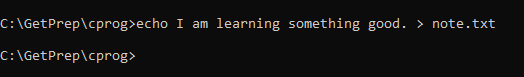 C:\GetPrep\cprog>echo I am learning something good. > note.txt
C:\GetPrep\cprog>